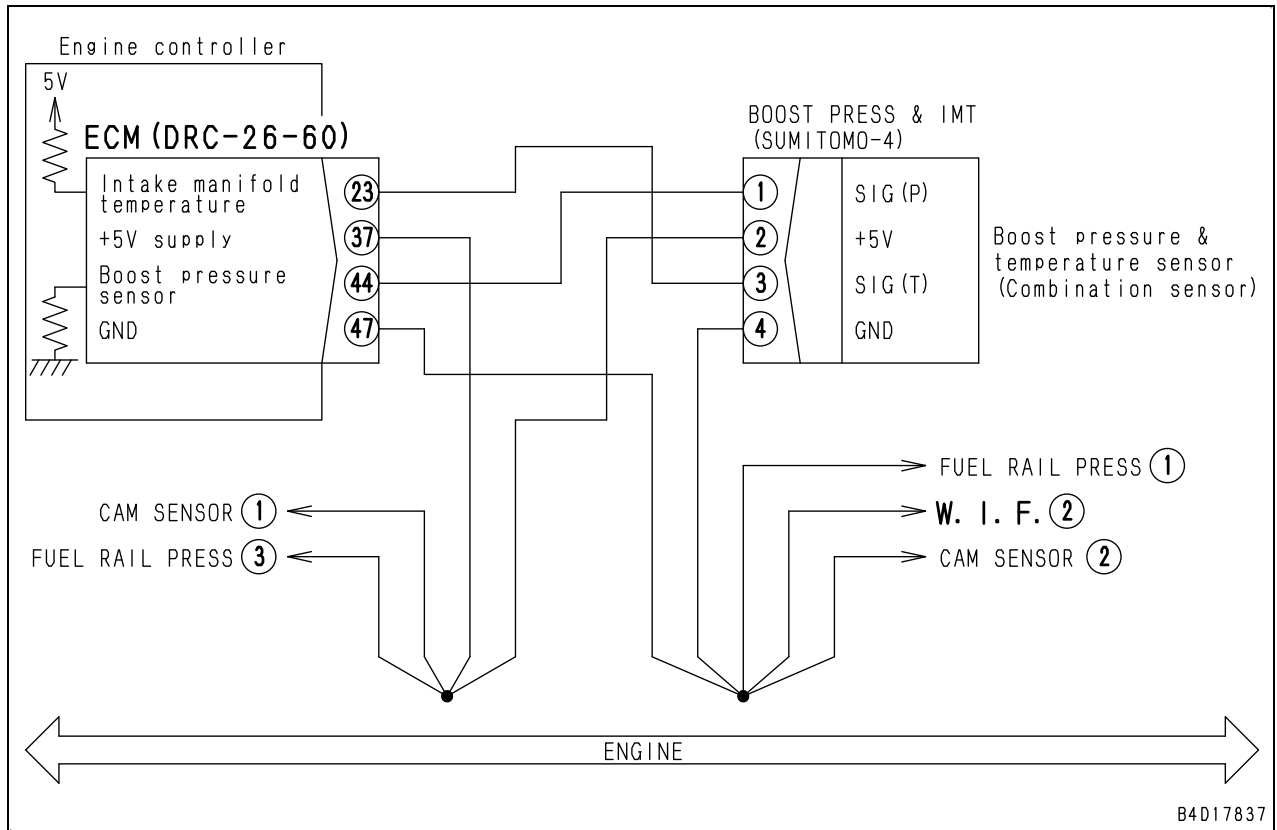 Engine controller
5V
ECM (DRC-26-60)
Intake manifold
temperature
23
+5V supply
37
Boost pressure
sensor
44
GND
47
BOOST PRESS & IMT
(SUMITOMO-4)
1
SIG (P)
2
+5V
3
SIG (T)
4
GND
Boost pressure &
temperature sensor
(Combination sensor)
CAM SENSOR 1
FUEL RAIL PRESS 3
FUEL RAIL PRESS 1
W. I. F. 2
CAM SENSOR 2
ENGINE
B4D17837